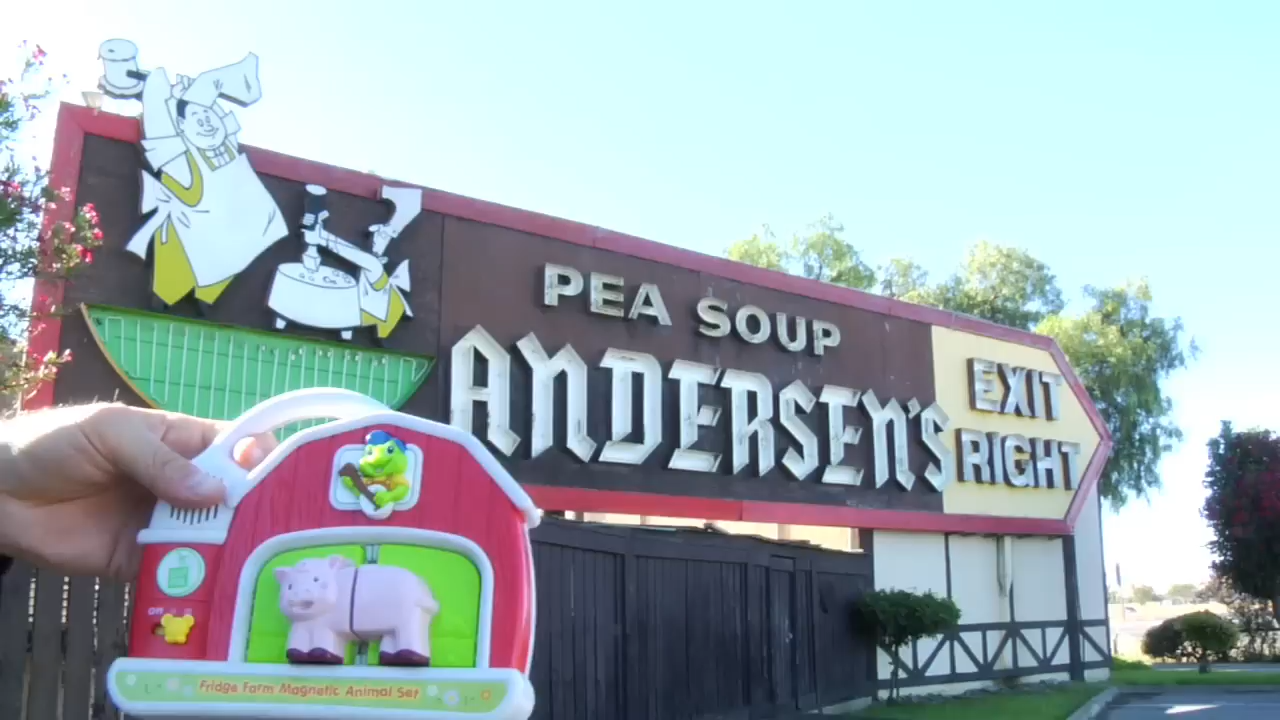 PEA SOUP
ANDERSEN'S
EXIT
RIGHT
Fridge Farm Magnetic Animal Set